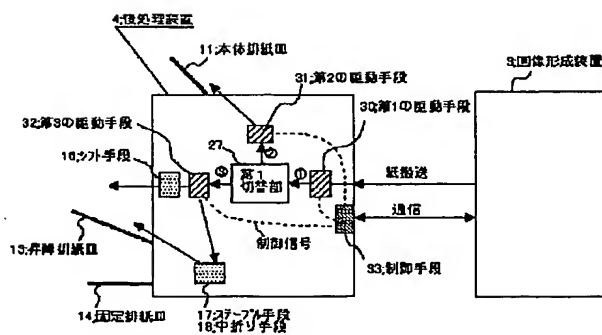 4;後処理装置
11;本体排紙皿
31;第2の駆動手段
3;画像形成装置
32;第3の駆動手段
30;第1の駆動手段
16;シフト手段
27
②
第1
切替部
③
①
紙搬送
通信
制御信号
33;制御手段
13;昇降排紙皿
14;固定排紙皿
17;ステープル手段
18;中折り手段